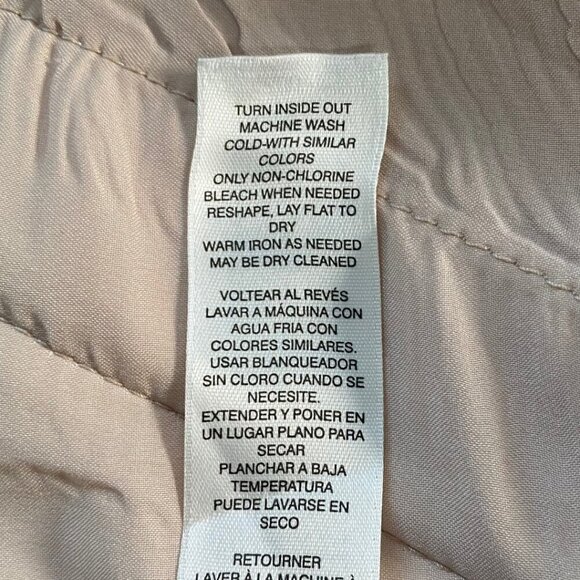 TURN INSIDE OUT
MACHINE WASH
COLD-WITH SIMILAR
COLORS
ONLY NON-CHLORINE
BLEACH WHEN NEEDED
RESHAPE, LAY FLAT TO
DRY
WARM IRON AS NEEDED
MAY BE DRY CLEANED
VOLTEAR AL REVÉS
LAVAR A MÁQUINA CON
AGUA FRIA CON
COLORES SIMILARES.
USAR BLANQUEADOR
SIN CLORO CUANDO SE
NECESITE.
EXTENDER Y PONER EN
UN LUGAR PLANO PARA
SECAR
PLANCHAR A BAJA
TEMPERATURA
PUEDE LAVARSE EN
SECO
RETOURNER
LAVER À LA MACHINE À